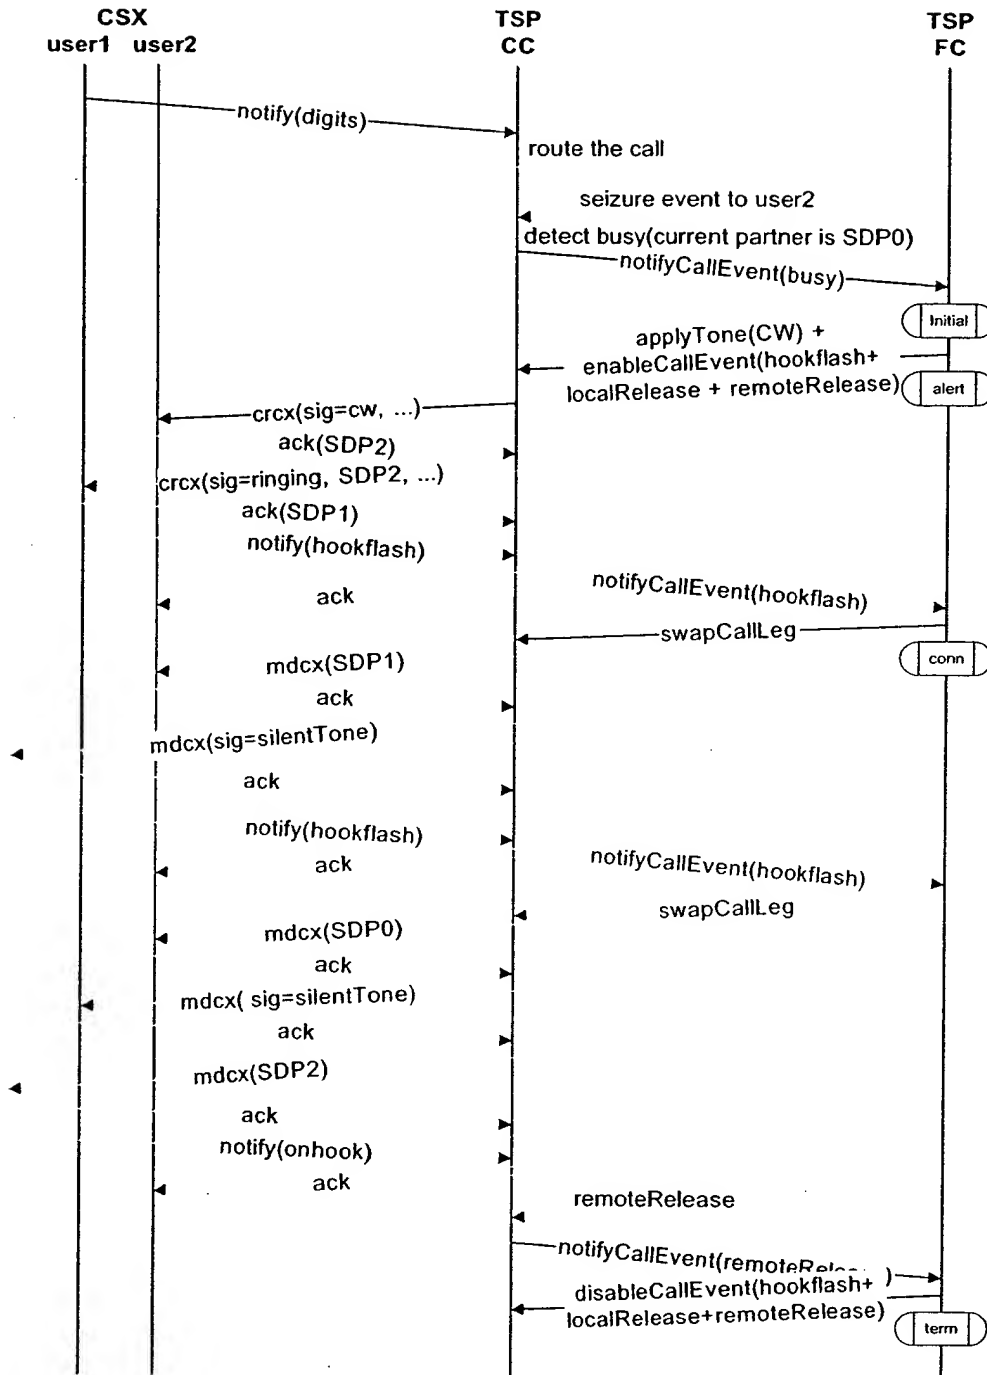 CSX
user1 user2
TSP
CC
TSP
FC
notify(digits)
route the call
seizure event to user2
detect busy(current partner is SDP0)
notifyCallEvent(busy)
Initial
applyTone(CW) +
enableCallEvent(hookflash+
localRelease + remoteRelease)
alert
crcx(sig=cw, ...)
ack(SDP2)
crcx(sig=ringing, SDP2, ...)
ack(SDP1)
notify(hookflash)
ack
notifyCallEvent(hookflash)
swapCallLeg
conn
mdcx(SDP1)
ack
mdcx(sig=silentTone)
ack
notify(hookflash)
ack
notifyCallEvent(hookflash)
swapCallLeg
mdcx(SDP0)
ack
mdcx( sig=silentTone)
ack
mdcx(SDP2)
ack
notify(onhook)
ack
remoteRelease
notifyCallEvent(remoteRelease)
disableCallEvent(hookflash+
localRelease+remoteRelease)
term